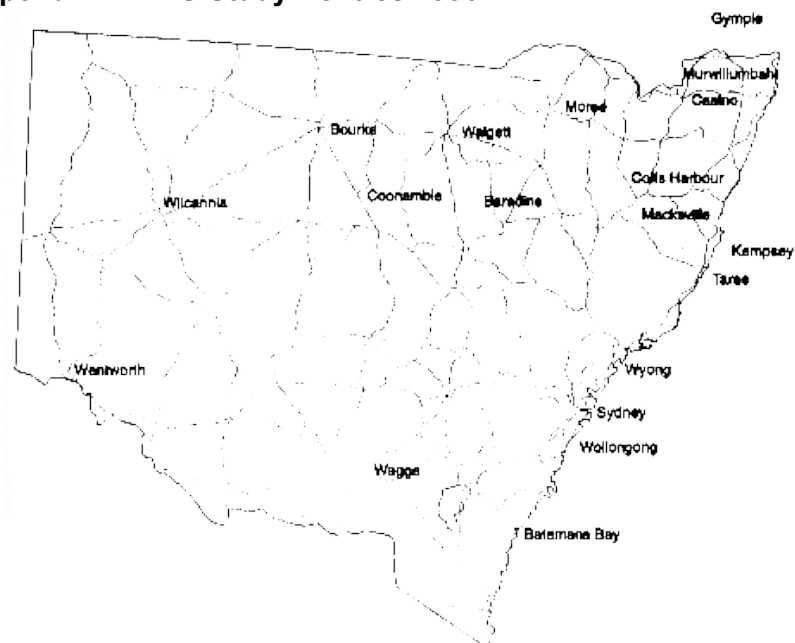 Gympie
Murwillumbah
Casino
Moree
Bourke
Walgett
Coffs Harbour
Wilcannia
Coonamble
Baradine
Macksville
Kempsey
Taree
Wentworth
Wyong
Sydney
Wollongong
Wagga
Batemans Bay